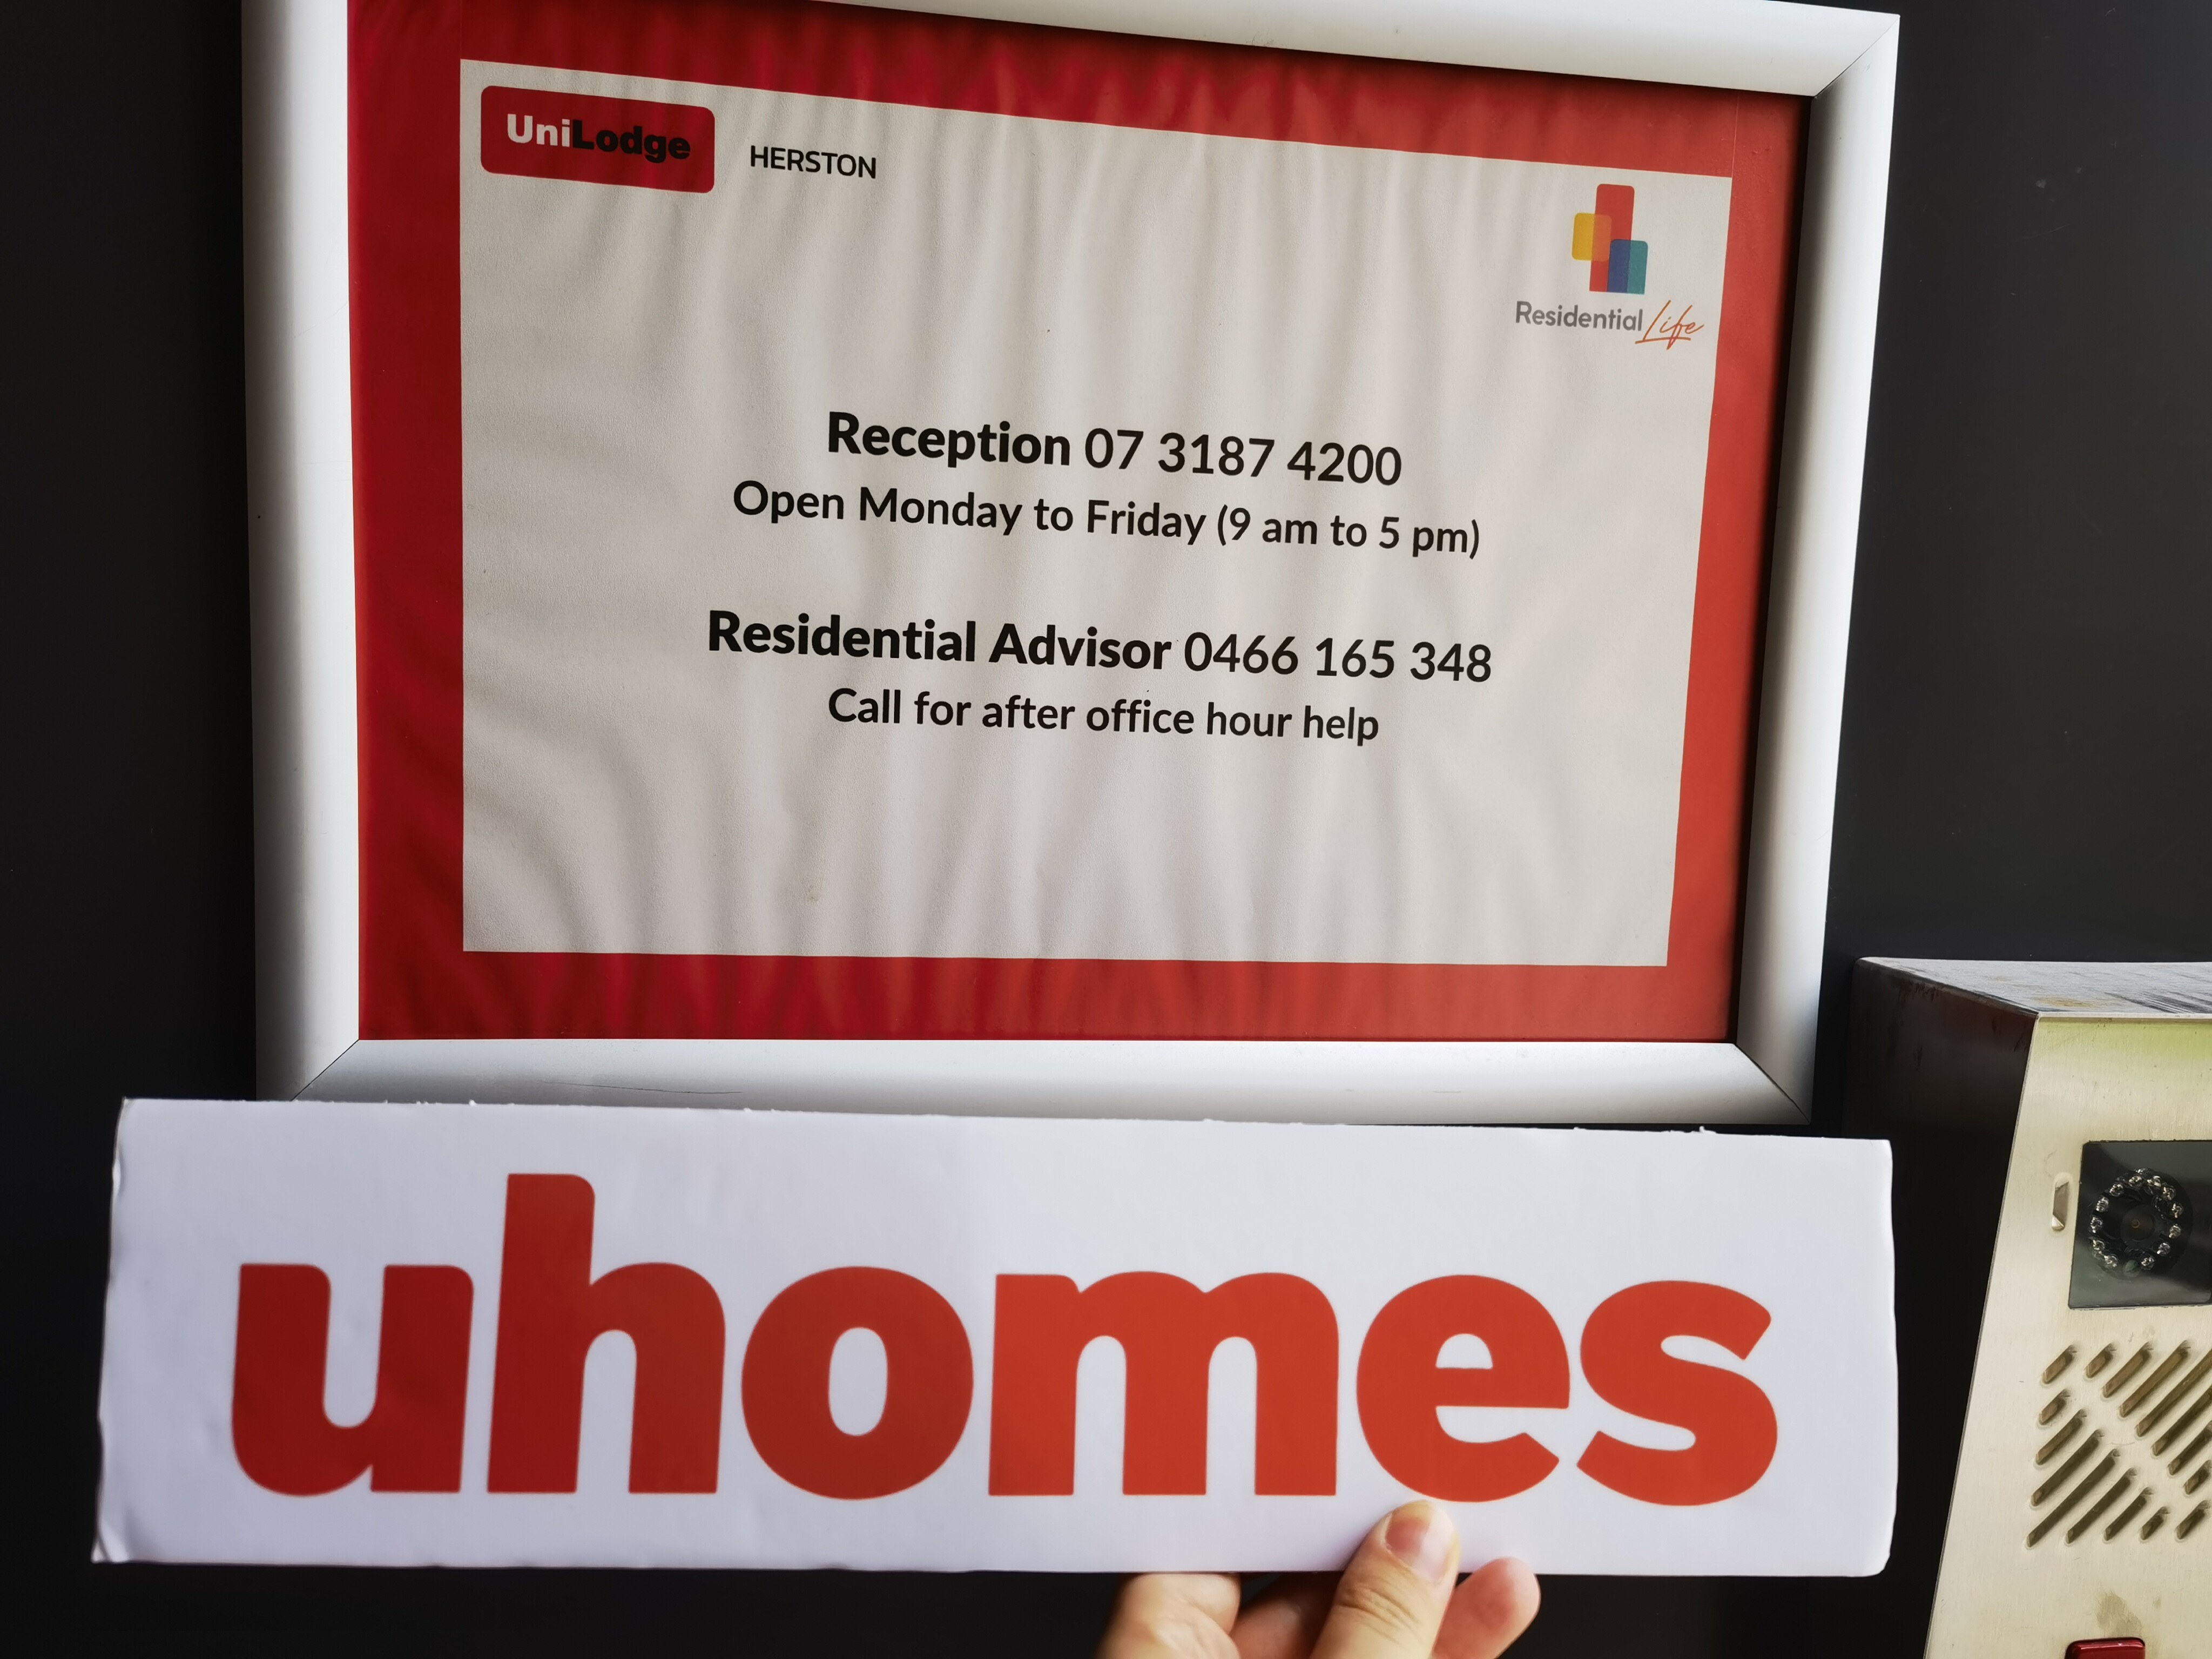 UniLodge HERSTON
Residential Life
Reception 07 3187 4200
Open Monday to Friday (9 am to 5 pm)
Residential Advisor 0466 165 348
Call for after office hour help
uhomes